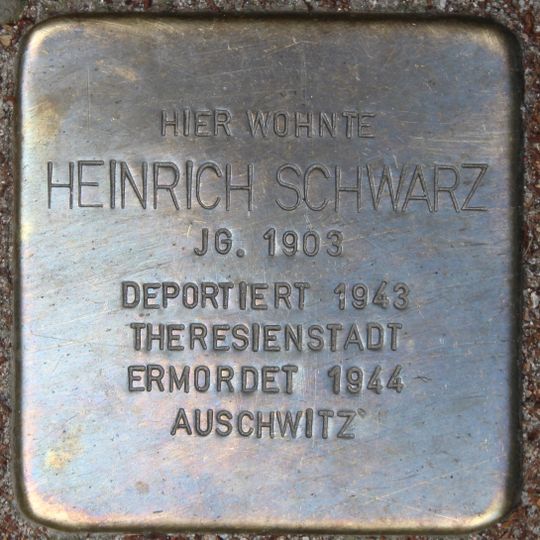 HIER WOHNTE
HEINRICH SCHWARZ
JG. 1903
DEPORTIERT 1943
THERESIENSTADT
ERMORDET 1944
AUSCHWITZ